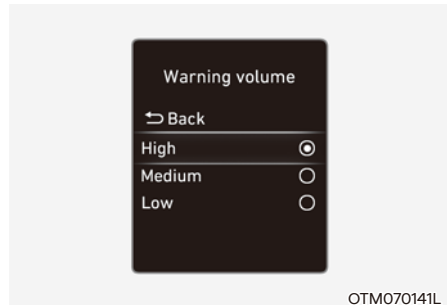 Warning volume
Back
High
Medium
Low
OTM070141L